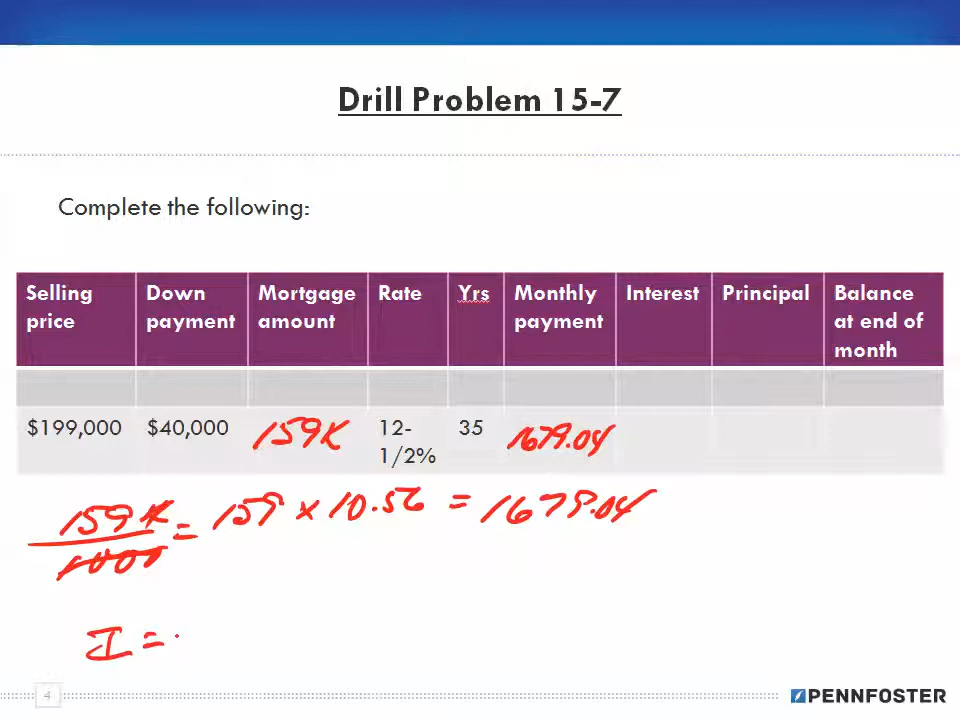 Drill Problem 15-7
Complete the following:
Selling price Down payment Mortgage amount Rate Yrs Monthly payment Interest Principal Balance at end of month
$199,000 $40,000 159K 12-1/2% 35 1679.04
159K/1000 = 159 x 10.56 = 1679.04
I =
4 PENNFOSTER